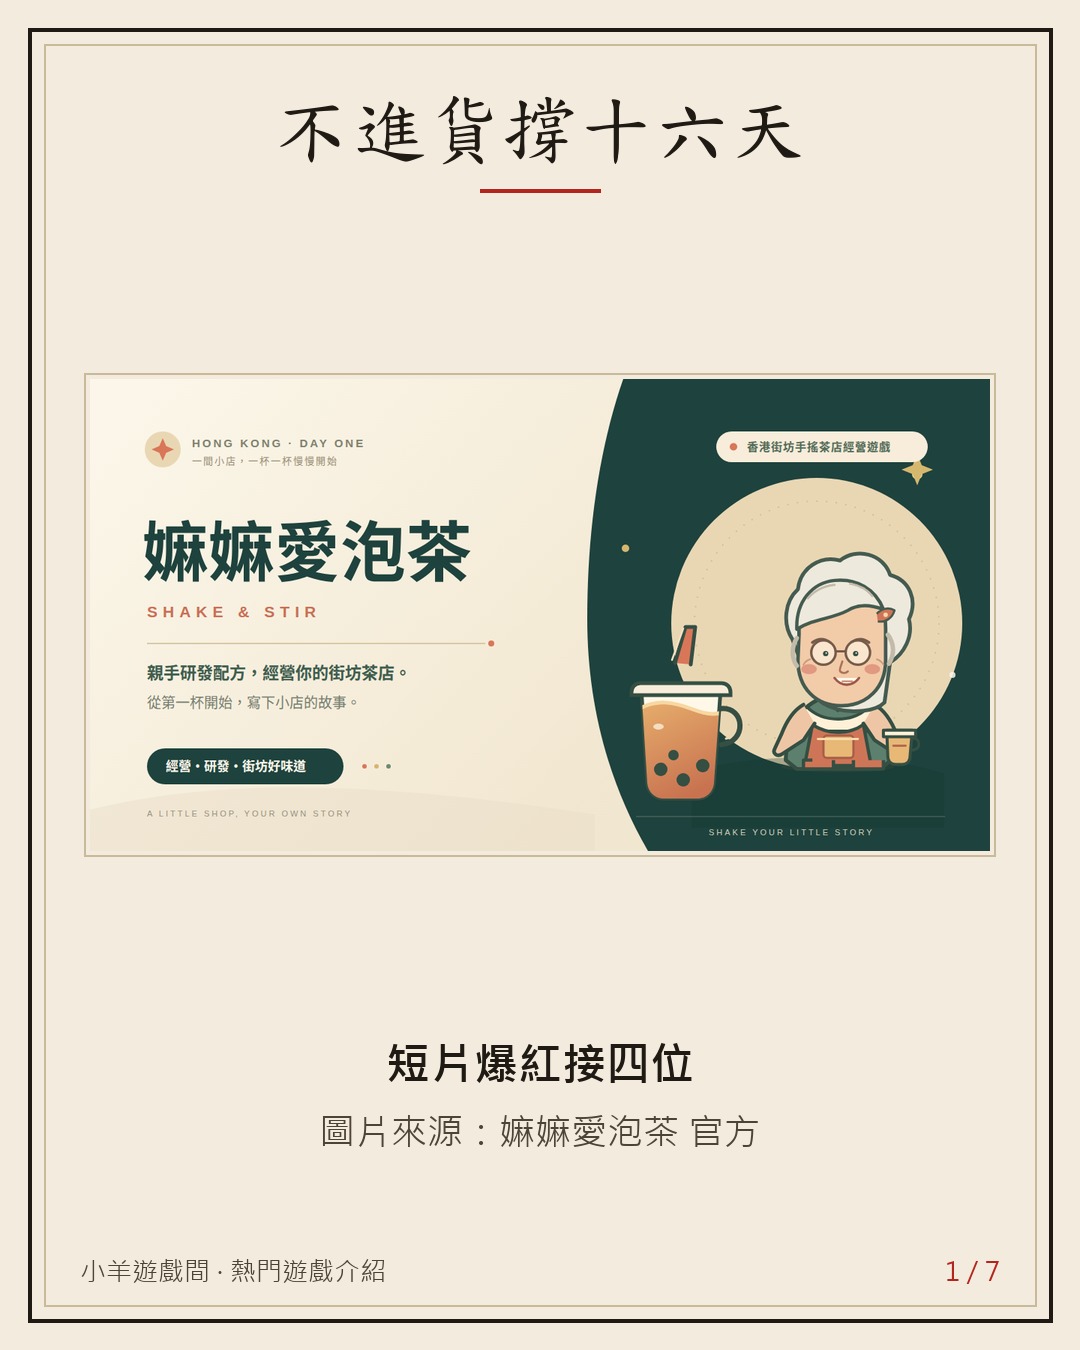 不進貨撐十六天
HONG KONG · DAY ONE
一間小店，一杯一杯慢慢開始
嫲嫲愛泡茶
SHAKE & STIR
親手研發配方，經營你的街坊茶店。
從第一杯開始，寫下小店的故事。
經營・研發・街坊好味道
A LITTLE SHOP, YOUR OWN STORY
香港街坊手搖茶店經營遊戲
SHAKE YOUR LITTLE STORY
短片爆紅接四位
圖片來源：嫲嫲愛泡茶 官方
小羊遊戲間 · 熱門遊戲介紹
1 / 7